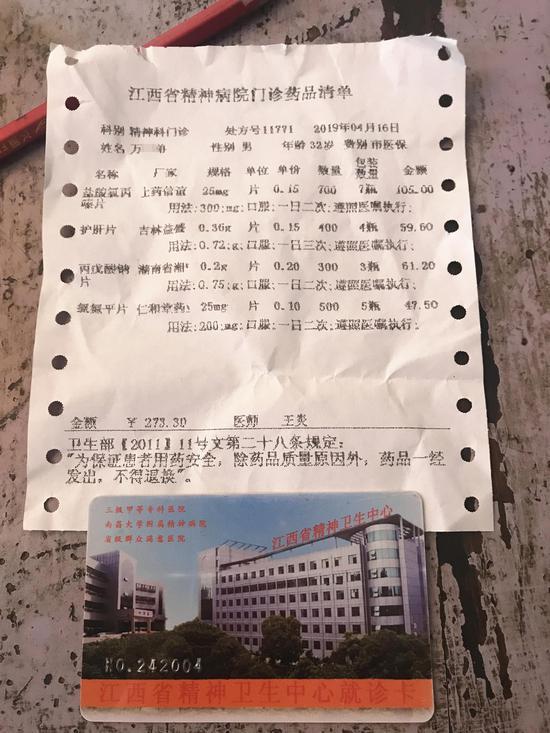 江西省精神病院门诊药品清单
科别 精神科门诊 处方号11771 2019年04月16日
姓名 万 性别 男 年龄 32岁 费别 市医保
名称 厂家 规格 单位 单价 数量 包装数量 金额
盐酸氯丙嗪片 上药信谊 25mg 片 0.15 700 7瓶 105.00
用法:300;mg;口服;一日二次;遵照医嘱执行;
护肝片 吉林益盛 0.36g 片 0.15 400 4瓶 59.60
用法:0.72;g;口服;一日三次;遵照医嘱执行;
丙戊酸钠片 湖南省湘 0.2g 片 0.20 300 3瓶 61.20
用法:0.75;g;口服;一日二次;遵照医嘱执行;
氯氮平片 仁和堂药 25mg 片 0.10 500 5瓶 47.50
用法:200;mg;口服;一日二次;遵照医嘱执行;
金额 ¥ 273.30 医师 王炎
卫生部【2011】11号文第二十八条规定:
"为保证患者用药安全,除药品质量原因外,药品一经
发出,不得退换"。
三级甲等专科医院
南昌大学附属精神病院
省级群众满意医院
江西省精神卫生中心
NO.242004
江西省精神卫生中心就诊卡